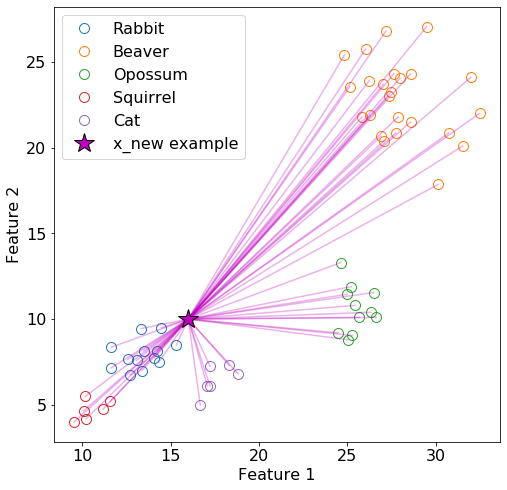 Rabbit
Beaver
Opossum
Squirrel
Cat
x_new example
25
20
15
10
5
Feature 2
10 15 20 25 30
Feature 1